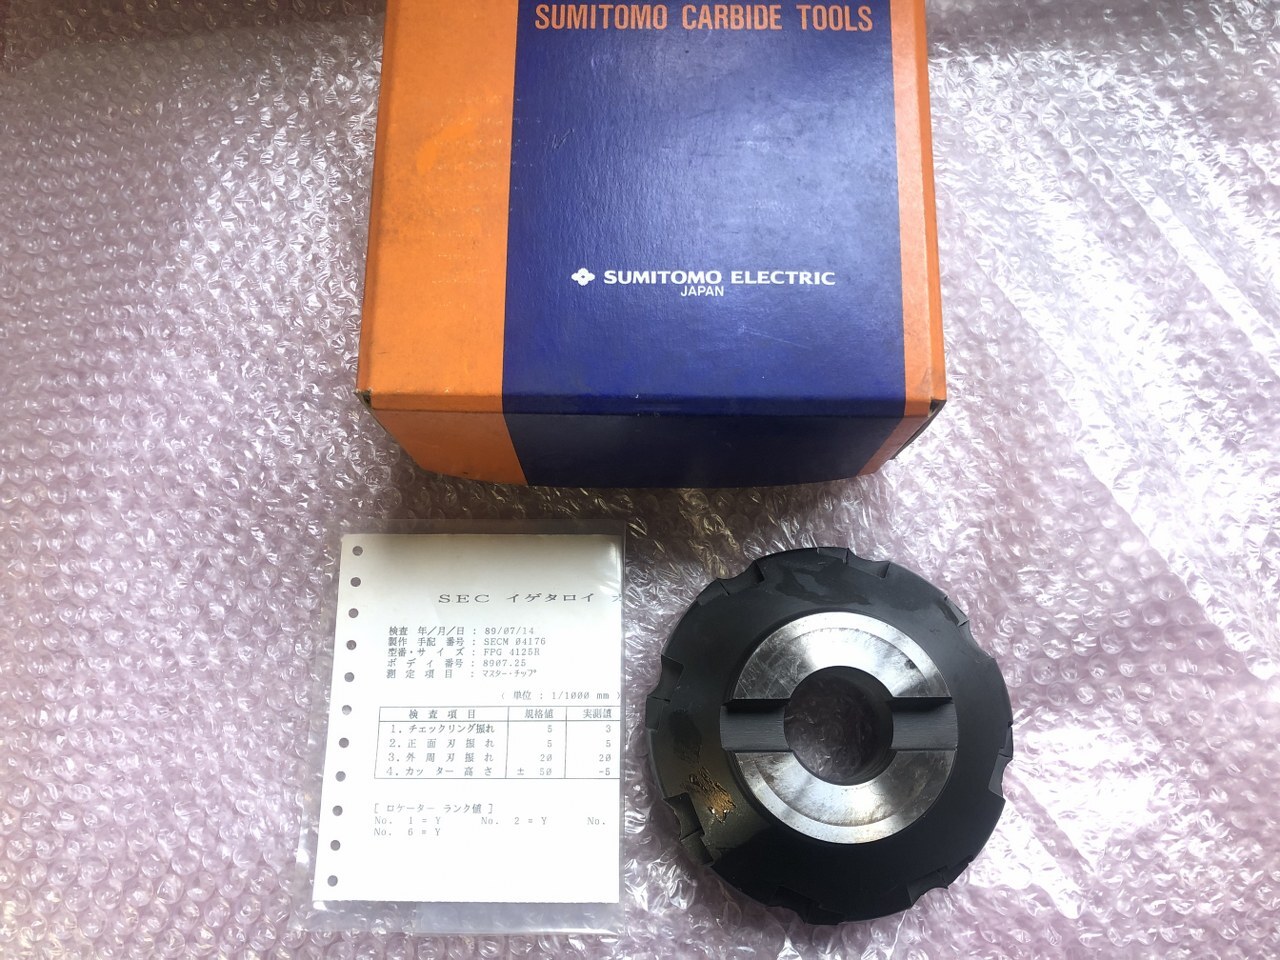 SUMITOMO CARBIDE TOOLS
SUMITOMO ELECTRIC
JAPAN
SEC イゲタロイ
検査 年/月/日 : 89/07/14
製作 手配 番号 : SECM 04176
型番・サイズ : FPG 4125R
ボディ番号 : 8907.25
測定項目 : マスター・チップ
( 単位 : 1/1000 mm )
検査項目 規格値 実測値
1. チェックリング振れ 5 3
2. 正面刃振れ 5 5
3. 外周刃振れ 20 20
4. カッター高さ ± 50 -5
[ ロケーター ランク値 ]
No. 1 = Y No. 2 = Y No.
No. 6 = Y